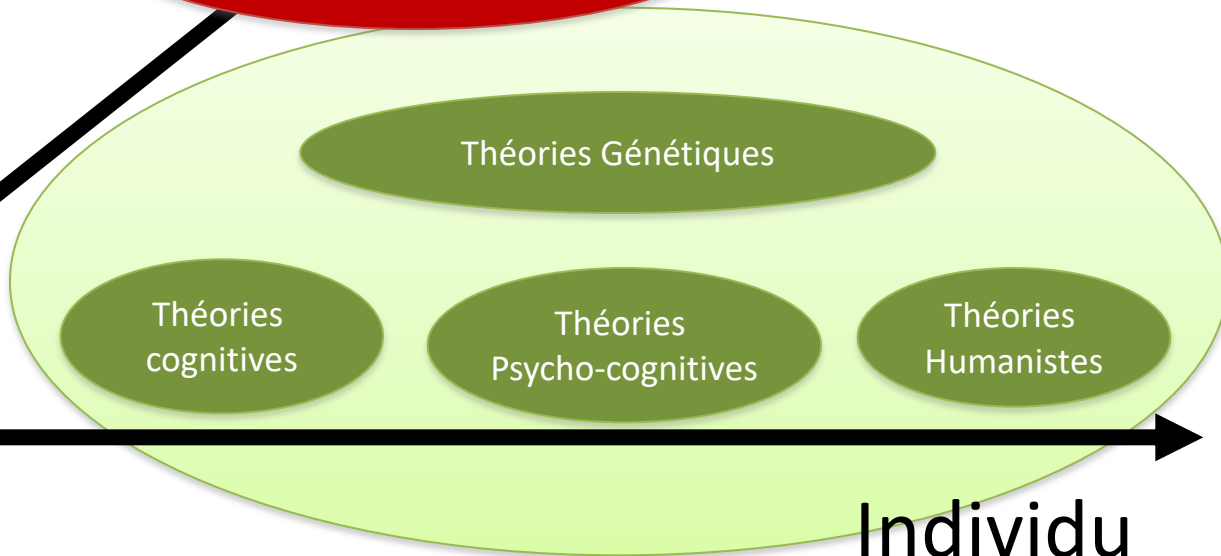 Théories Génétiques
Théories
cognitives
Théories
Psycho-cognitives
Théories
Humanistes
Individu